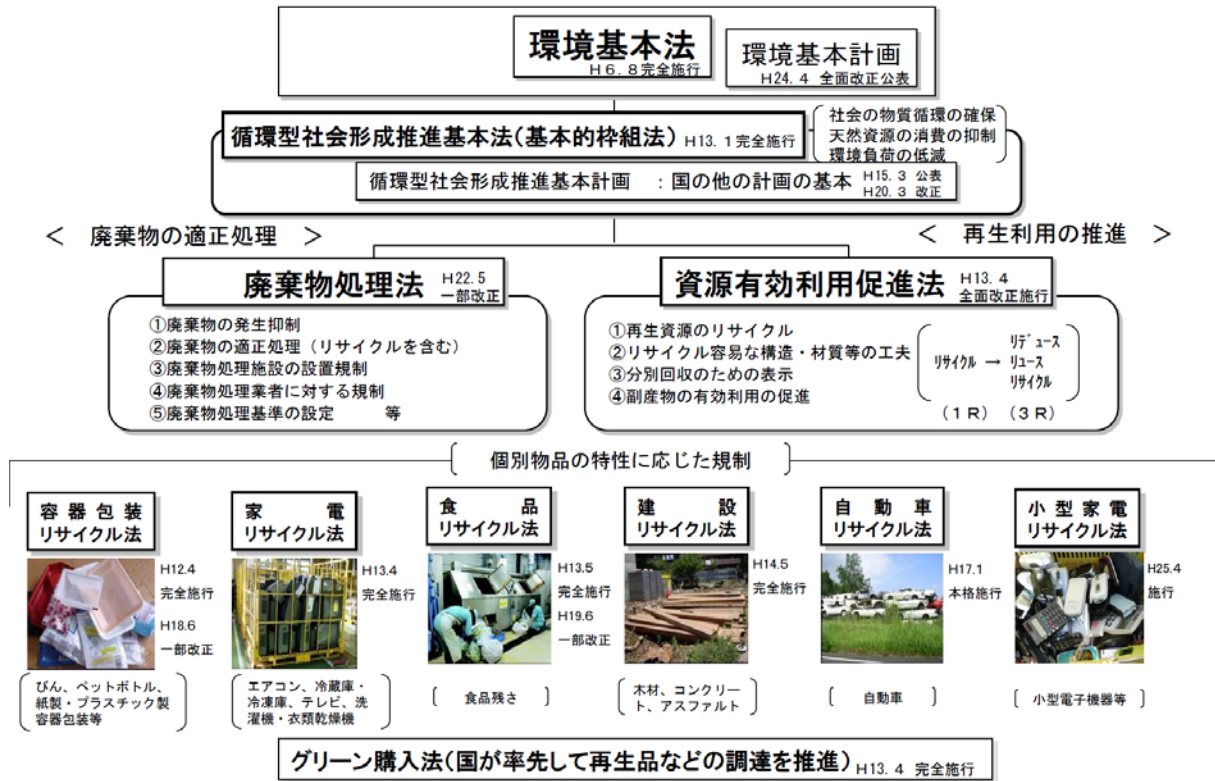 環境基本法
H6.8完全施行
環境基本計画
H24.4 全面改正公表
循環型社会形成推進基本法(基本的枠組法) H13.1完全施行
社会の物質循環の確保
天然資源の消費の抑制
環境負荷の低減
循環型社会形成推進基本計画 :国の他の計画の基本
H15.3 公表
H20.3 改正
< 廃棄物の適正処理 >
< 再生利用の推進 >
廃棄物処理法
H22.5
一部改正
①廃棄物の発生抑制
②廃棄物の適正処理(リサイクルを含む)
③廃棄物処理施設の設置規制
④廃棄物処理業者に対する規制
⑤廃棄物処理基準の設定 等
資源有効利用促進法
H13.4
全面改正施行
①再生資源のリサイクル
②リサイクル容易な構造・材質等の工夫
③分別回収のための表示
④副産物の有効利用の促進
リサイクル →
リデュース
リユース
リサイクル
(1R) (3R)
個別物品の特性に応じた規制
容器包装
リサイクル法
H12.4
完全施行
H18.6
一部改正
びん、ペットボトル、
紙製・プラスチック製
容器包装等
家電
リサイクル法
H13.4
完全施行
エアコン、冷蔵庫・
冷凍庫、テレビ、洗
濯機・衣類乾燥機
食品
リサイクル法
H13.5
完全施行
H19.6
一部改正
食品残さ
建設
リサイクル法
H14.5
完全施行
木材、コンクリー
ト、アスファルト
自動車
リサイクル法
H17.1
本格施行
自動車
小型家電
リサイクル法
H25.4
施行
小型電子機器等
グリーン購入法(国が率先して再生品などの調達を推進) H13.4 完全施行